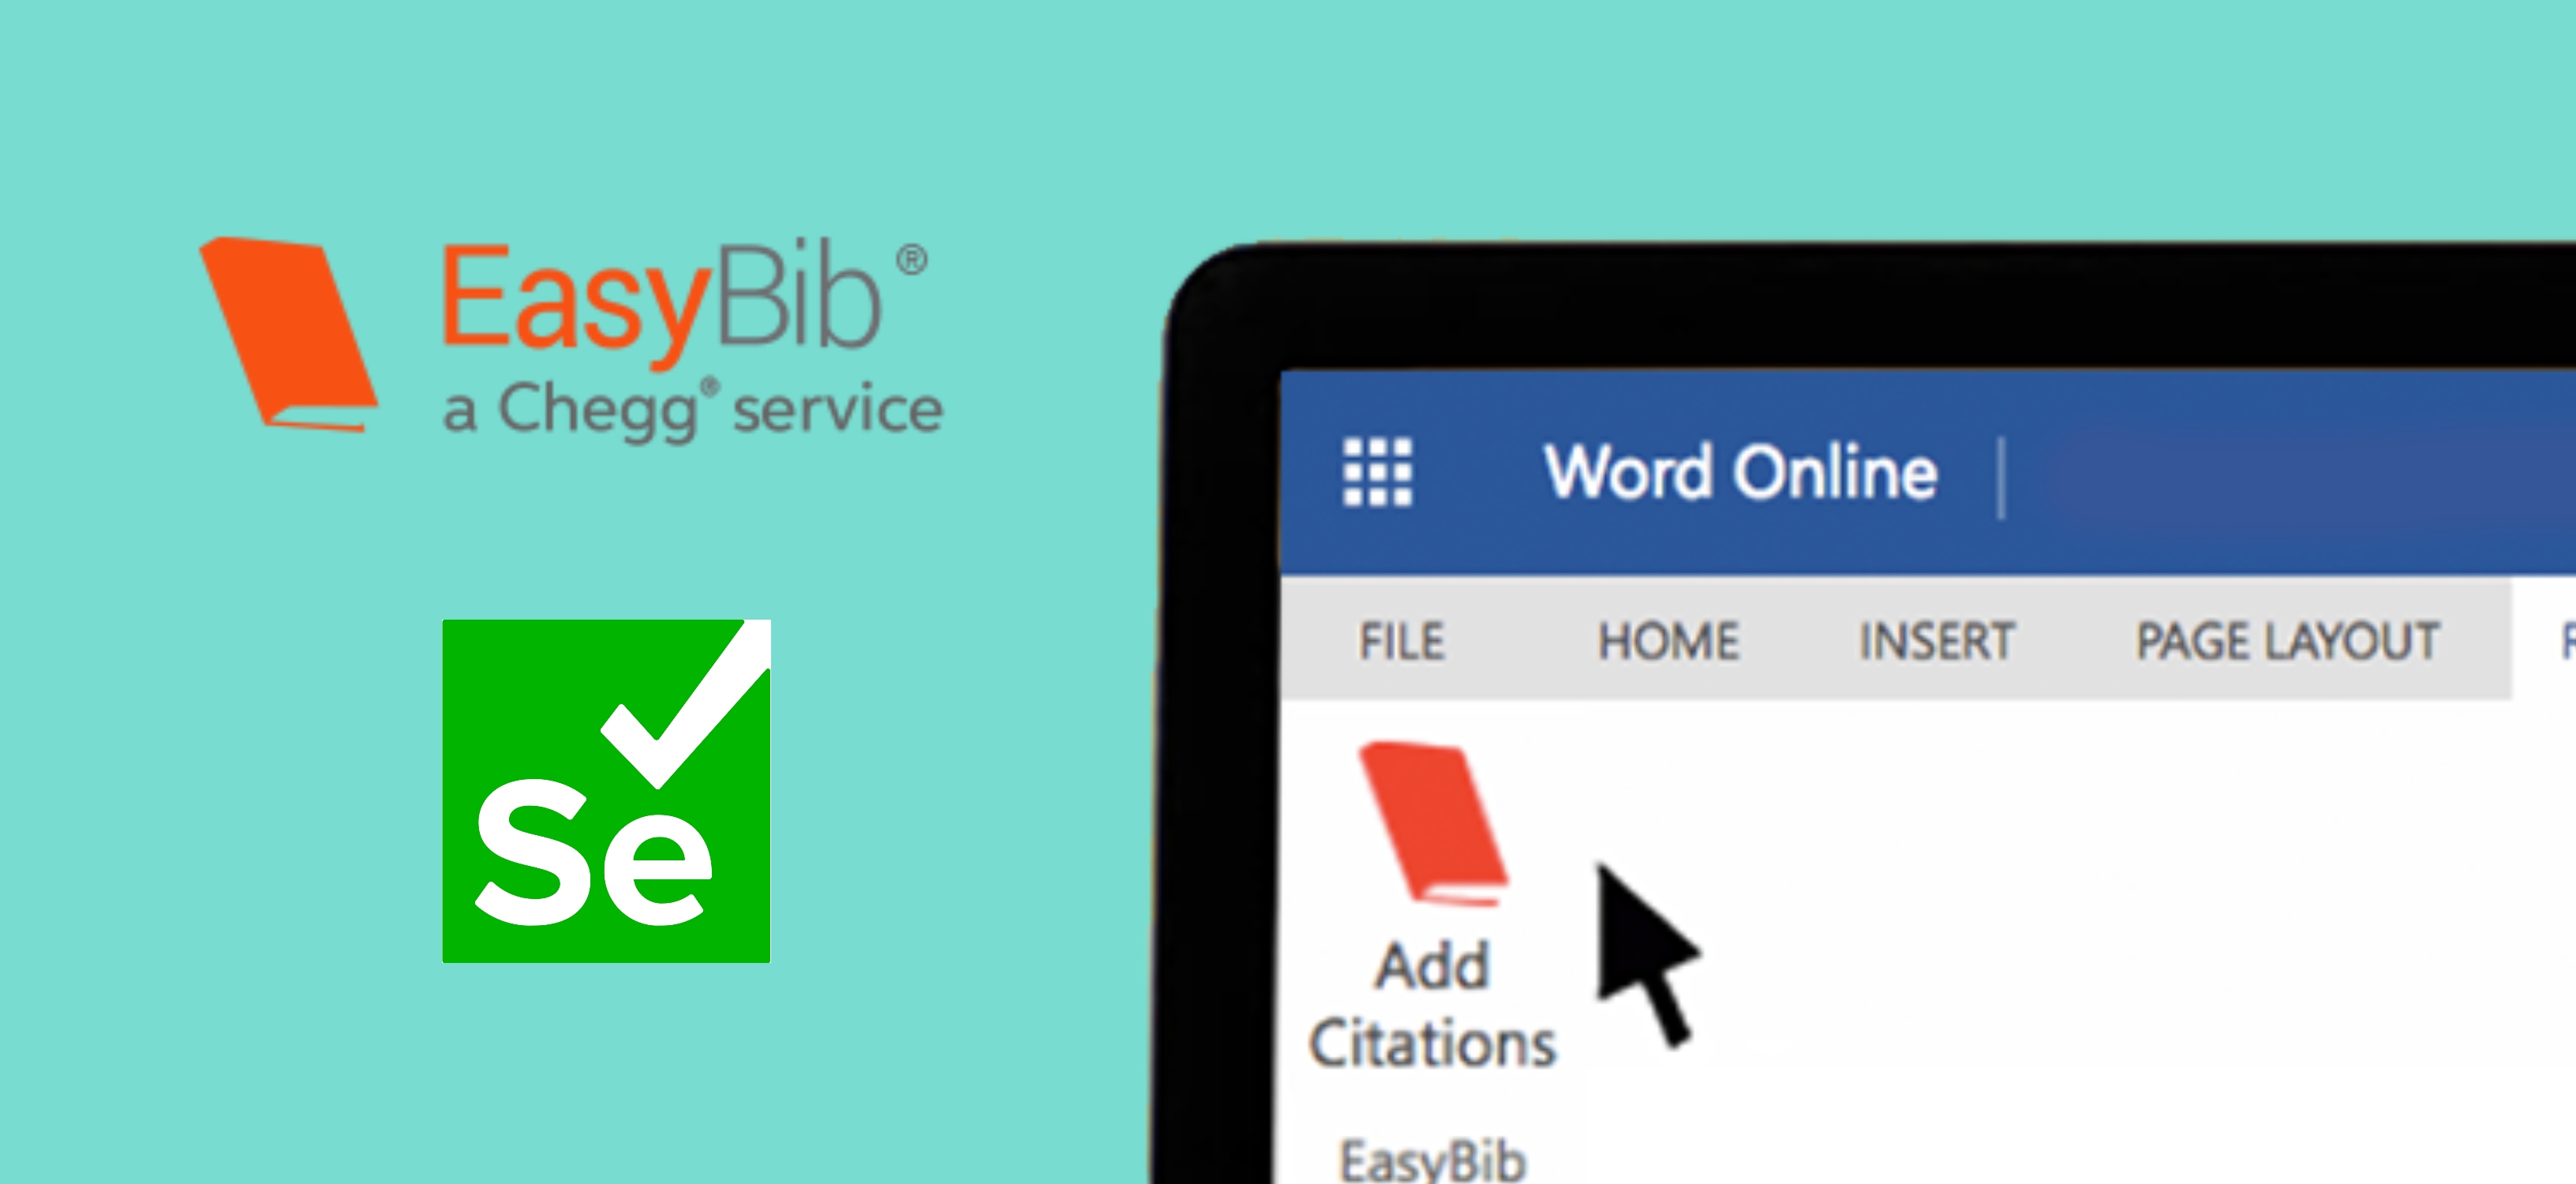 EasyBib®
a Chegg® service
Se
Word Online
FILE HOME INSERT PAGE LAYOUT
Add
Citations
EasyBib